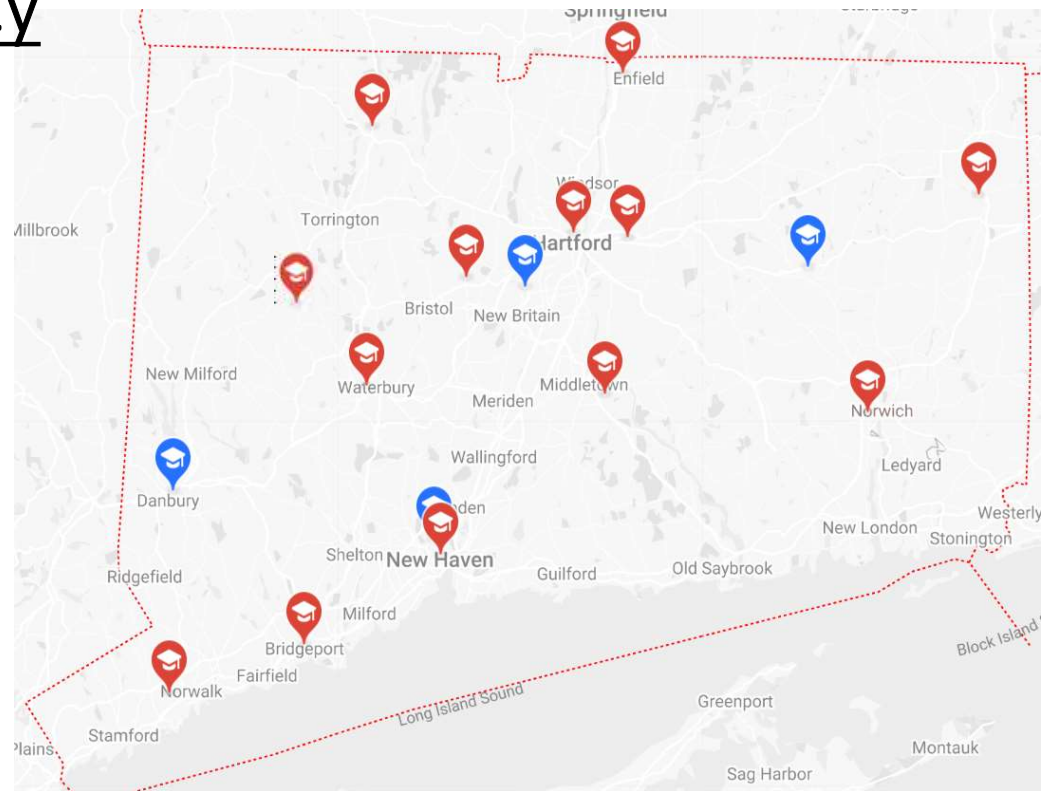 y
Springfield
Enfield
Windsor
Torrington
Millbrook
Hartford
Bristol
New Britain
New Milford
Waterbury
Middletown
Meriden
Norwich
Wallingford
Ledyard
Danbury
Westerly
New London
Stonington
Shelton
New Haven
Guilford
Old Saybrook
Ridgefield
Milford
Bridgeport
Block Island
Fairfield
Norwalk
Long Island Sound
Greenport
Stamford
Plains
Montauk
Sag Harbor